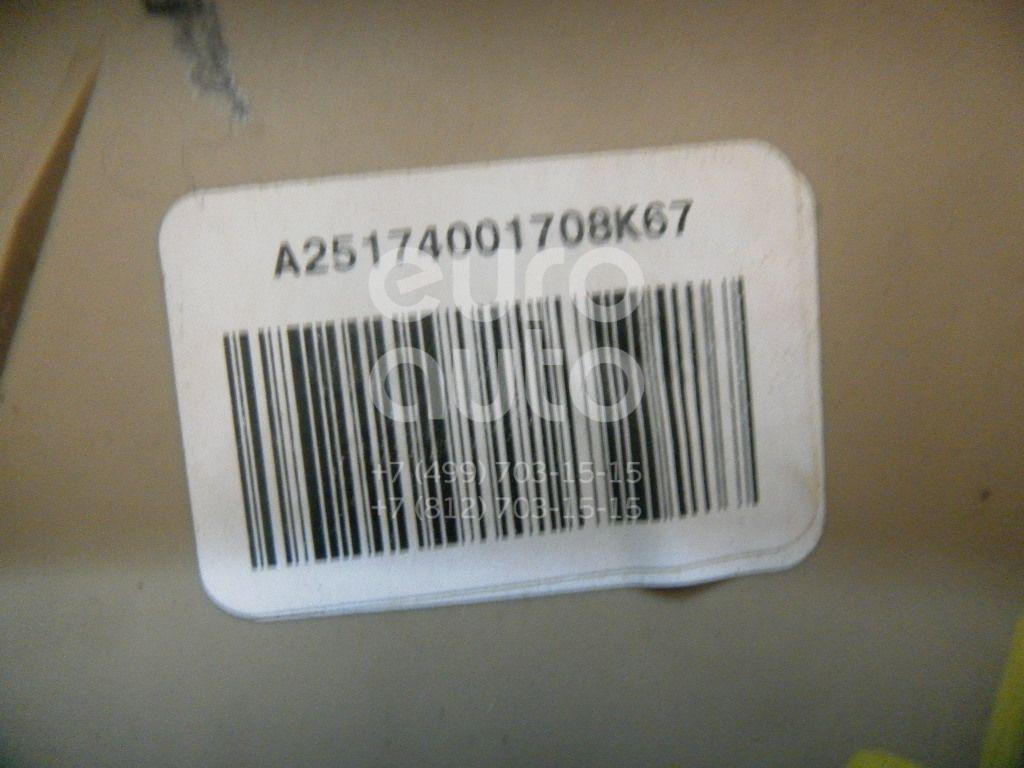 A25174001708K67
euro
auto
+7 (499) 703-15-15
+7 (812) 703-15-15